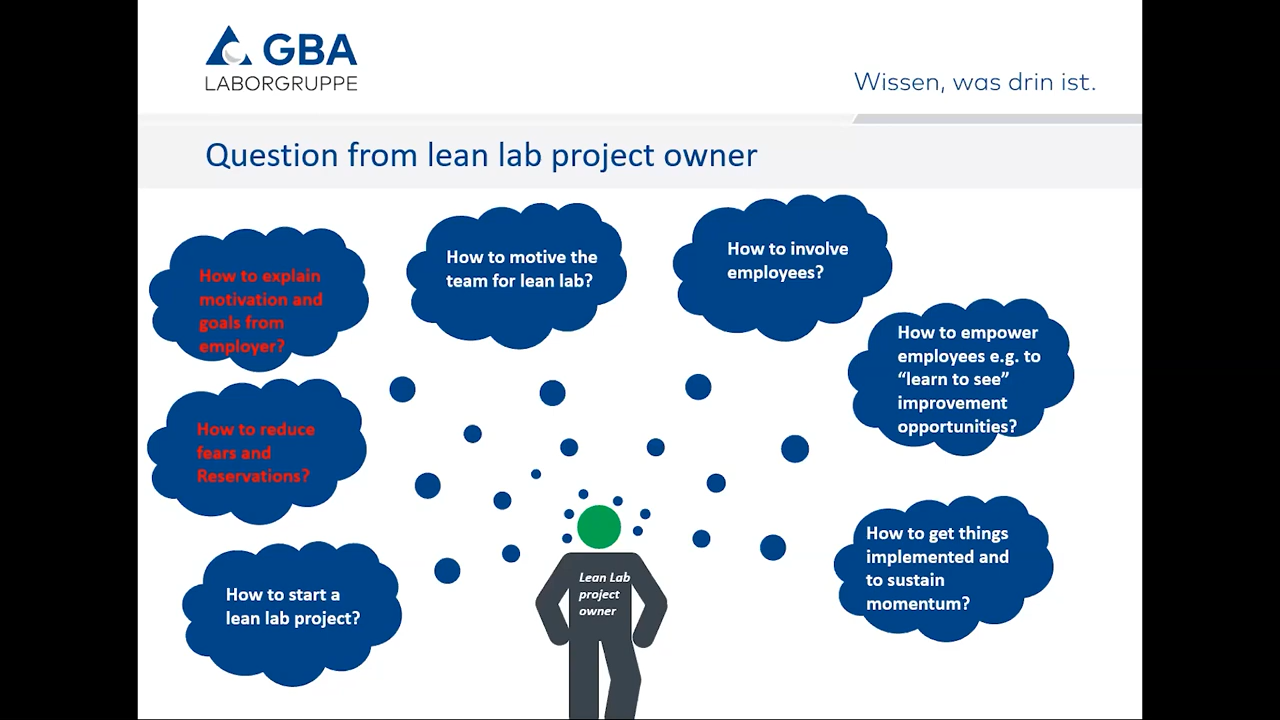 GBA
LABORGRUPPE
Wissen, was drin ist.
Question from lean lab project owner
How to explain
motivation and
goals from
employer?
How to motive the
team for lean lab?
How to involve
employees?
How to empower
employees e.g. to
“learn to see”
improvement
opportunities?
How to reduce
fears and
Reservations?
How to get things
implemented and
to sustain
momentum?
How to start a
lean lab project?
Lean Lab
project
owner